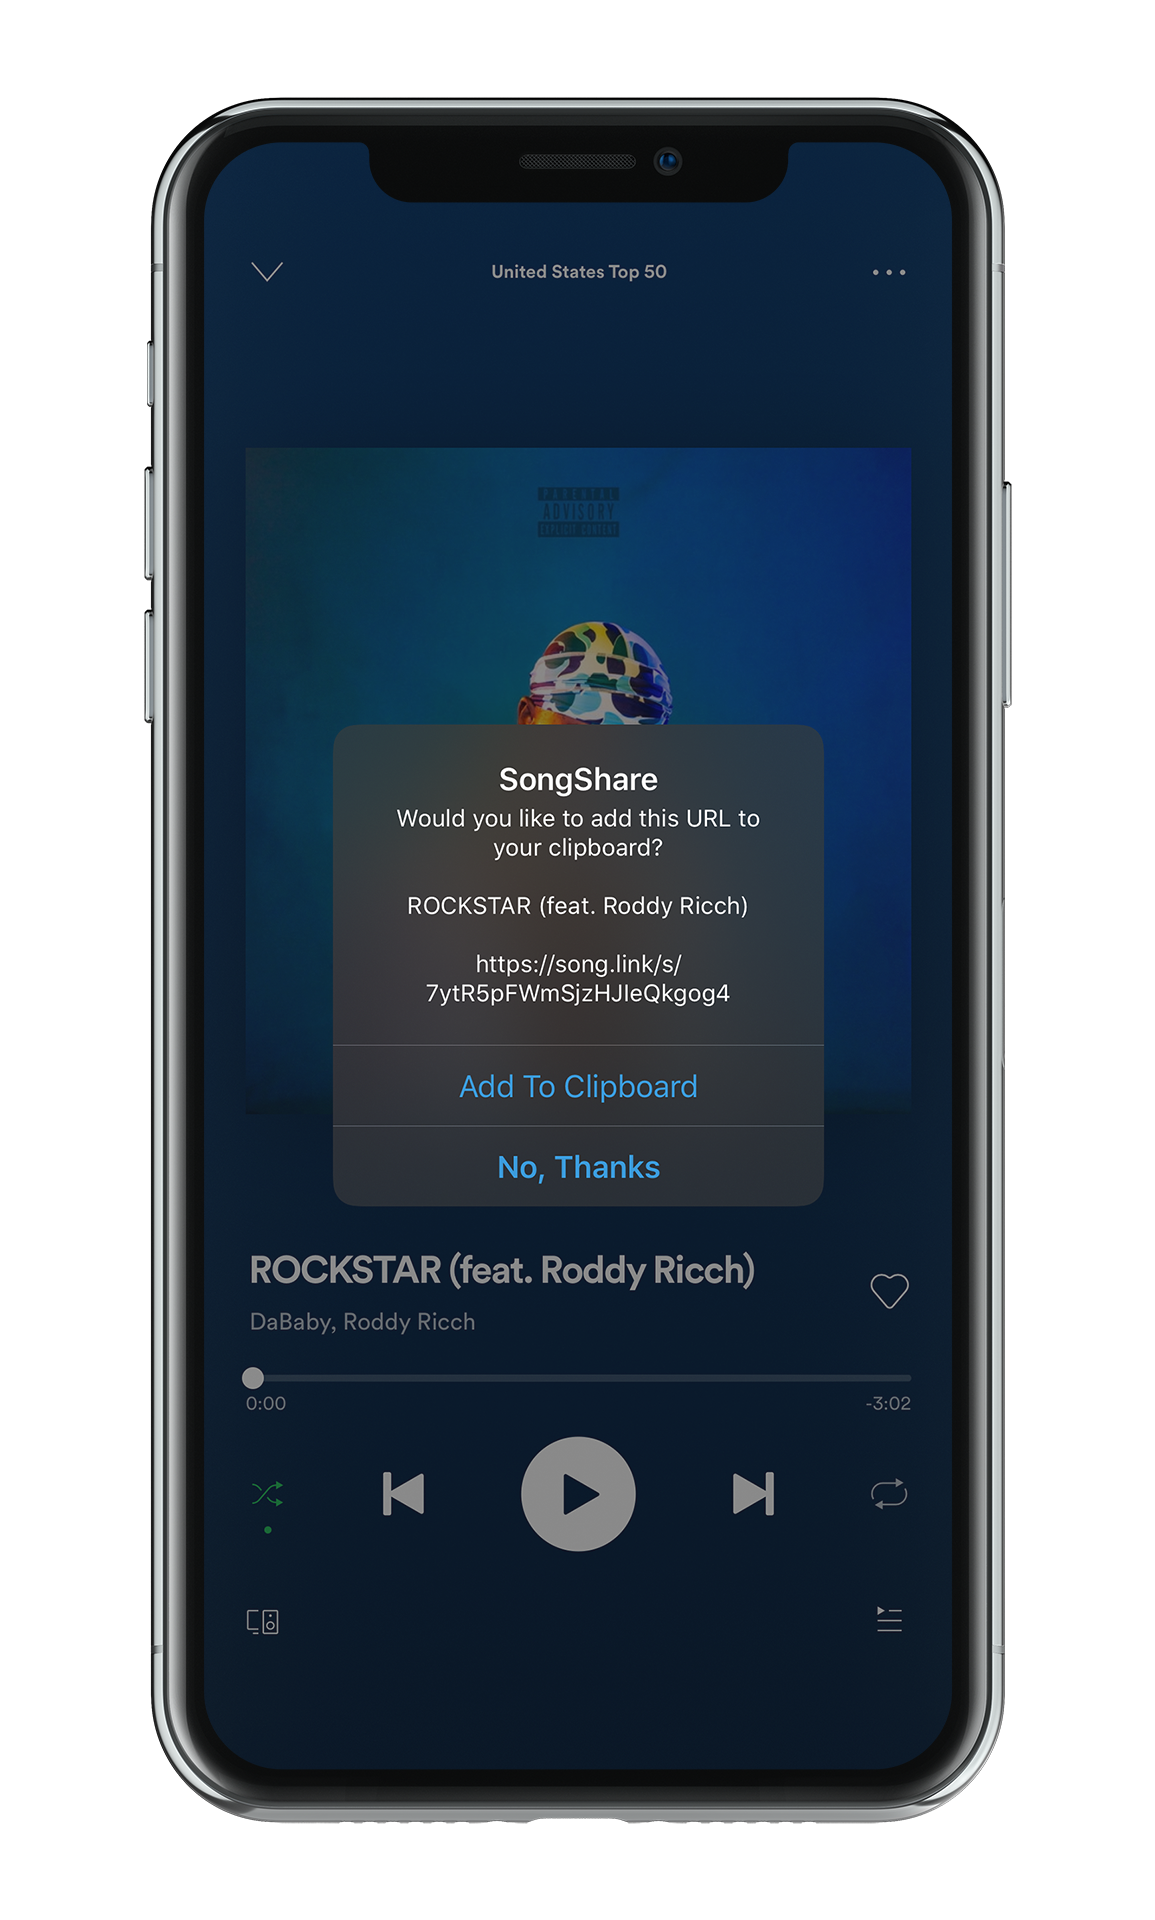 United States Top 50
PARENTAL
ADVISORY
EXPLICIT CONTENT
SongShare
Would you like to add this URL to
your clipboard?
ROCKSTAR (feat. Roddy Ricch)
https://song.link/s/
7ytR5pFWmSjzHJIeQkgog4
Add To Clipboard
No, Thanks
ROCKSTAR (feat. Roddy Ricch)
DaBaby, Roddy Ricch
0:00
-3:02